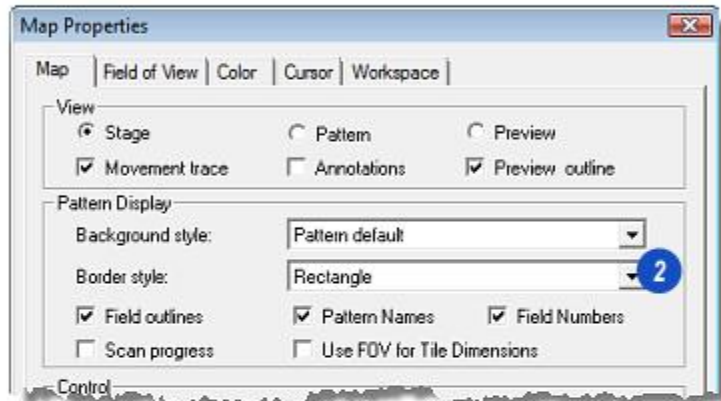 Map Properties
Map Field of View Color Cursor Workspace
View
Stage Pattern Preview
Movement trace Annotations Preview outline
Pattern Display
Background style: Pattern default
Border style: Rectangle 2
Field outlines Pattern Names Field Numbers
Scan progress Use FOV for Tile Dimensions
Control